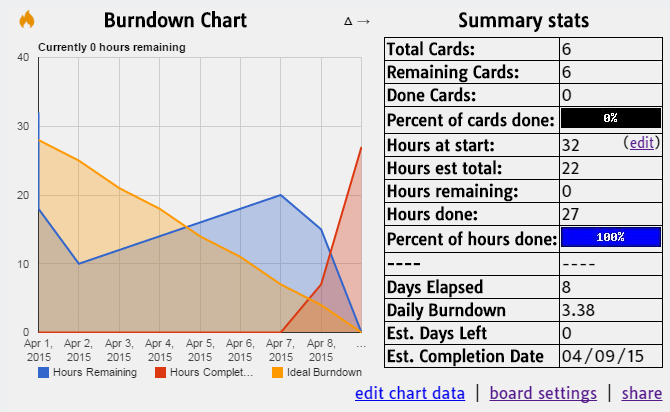 Burndown Chart
Δ →
Currently 0 hours remaining
40
30
20
10
0
Apr 1, 2015
Apr 2, 2015
Apr 3, 2015
Apr 4, 2015
Apr 5, 2015
Apr 6, 2015
Apr 7, 2015
Apr 8, 2015
...
Hours Remaining
Hours Complet...
Ideal Burndown
Summary stats
Total Cards: 6
Remaining Cards: 6
Done Cards: 0
Percent of cards done: 0%
Hours at start: 32 (edit)
Hours est total: 22
Hours remaining: 0
Hours done: 27
Percent of hours done: 100%
---- ----
Days Elapsed 8
Daily Burndown 3.38
Est. Days Left 0
Est. Completion Date 04/09/15
edit chart data | board settings | share